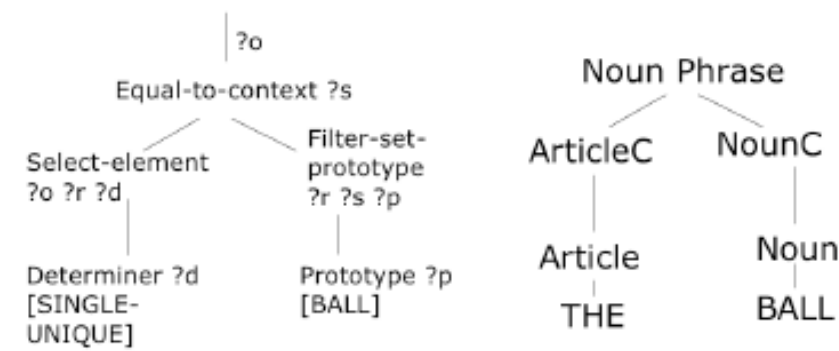 ?o
Equal-to-context ?s
Select-element
?o ?r ?d
Filter-set-
prototype
?r ?s ?p
Determiner ?d
[SINGLE-
UNIQUE]
Prototype ?p
[BALL]
Noun Phrase
ArticleC
NounC
Article
Noun
THE
BALL